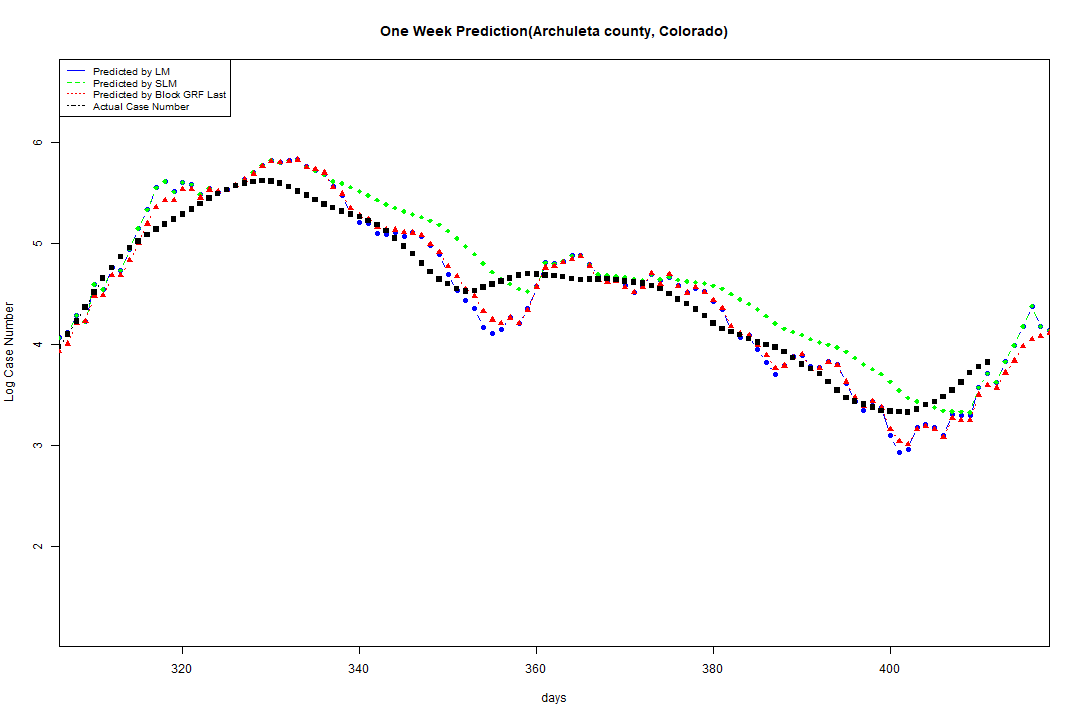 One Week Prediction(Archuleta county, Colorado)
Predicted by LM
Predicted by SLM
Predicted by Block GRF Last
Actual Case Number
6
5
4
3
2
Log Case Number
320 340 360 380 400
days